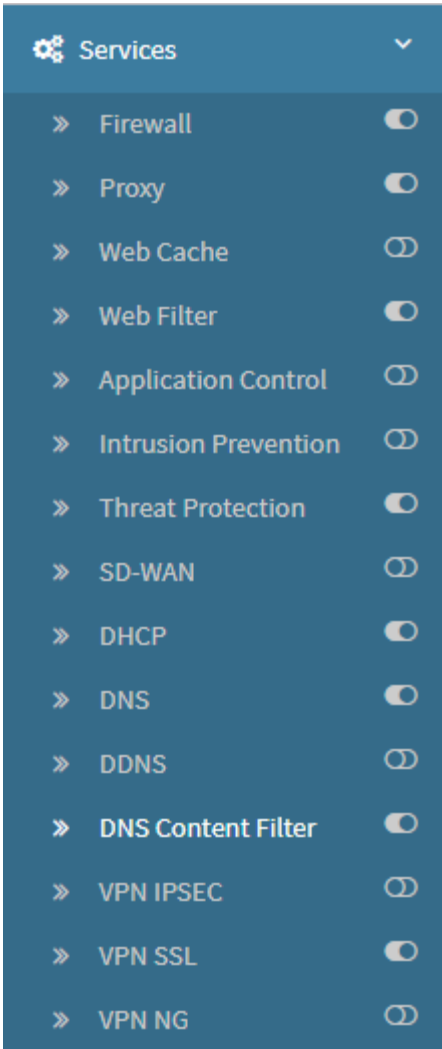 Services
Firewall
Proxy
Web Cache
Web Filter
Application Control
Intrusion Prevention
Threat Protection
SD-WAN
DHCP
DNS
DDNS
DNS Content Filter
VPN IPSEC
VPN SSL
VPN NG